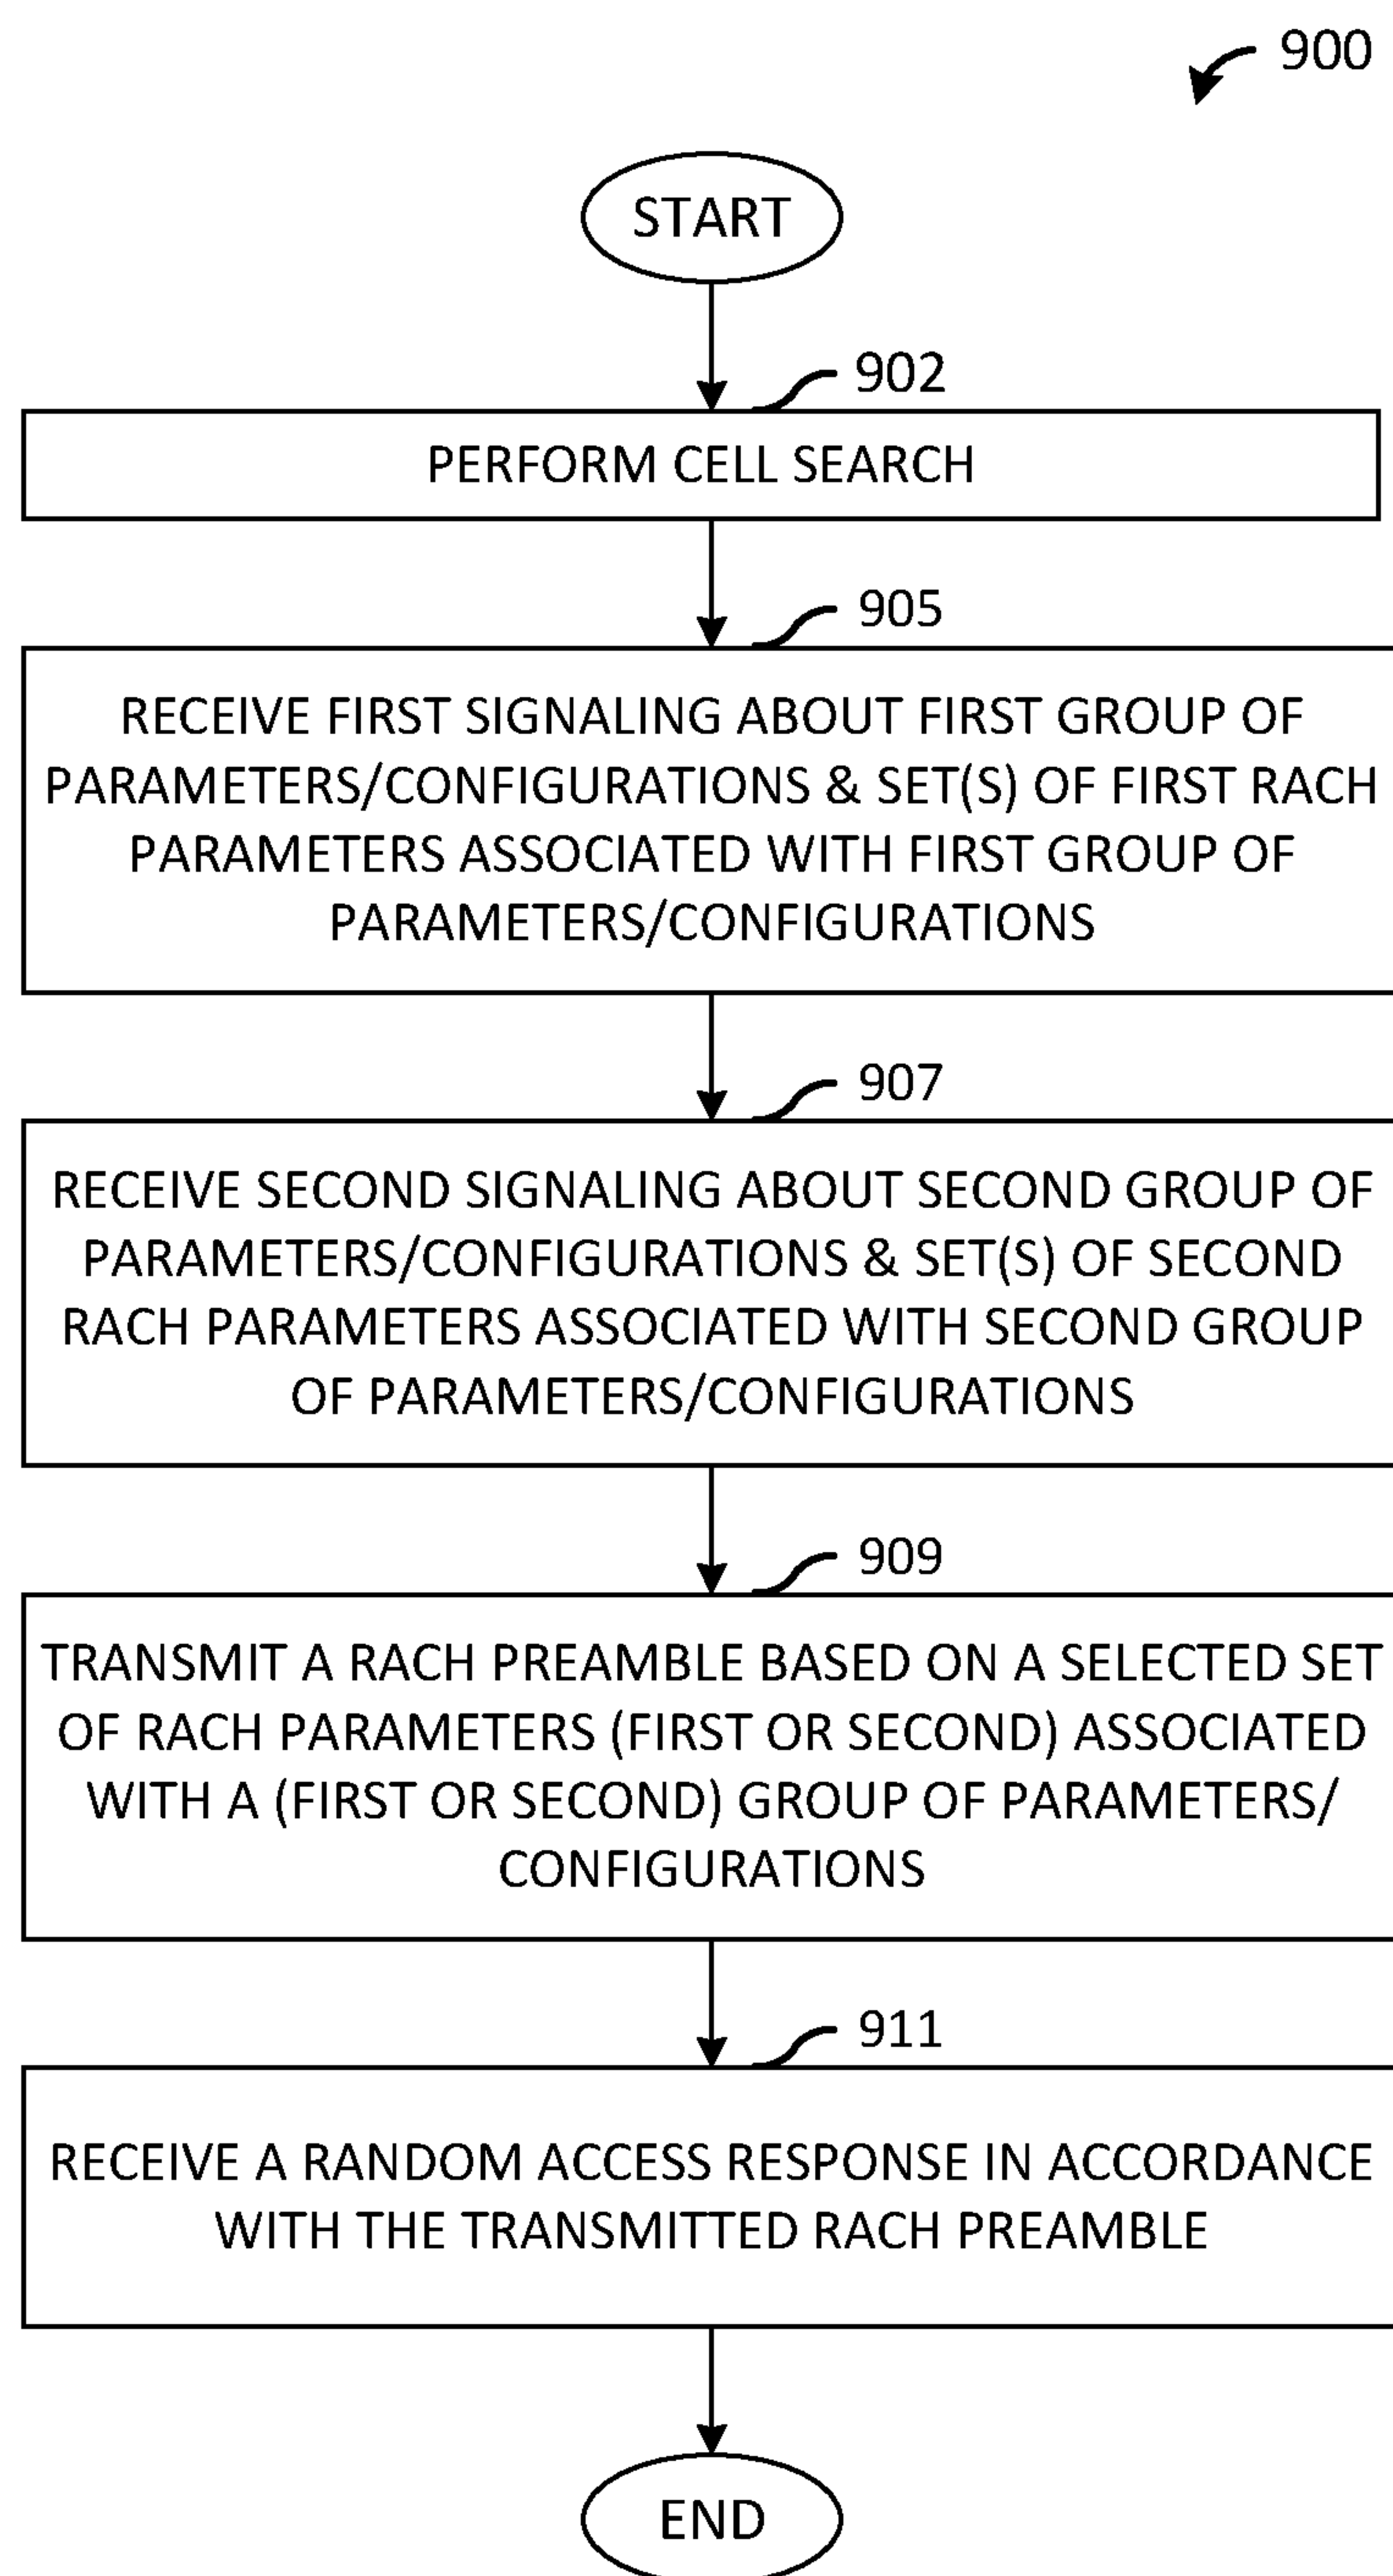 900
START
902
PERFORM CELL SEARCH
905
RECEIVE FIRST SIGNALING ABOUT FIRST GROUP OF
PARAMETERS/CONFIGURATIONS & SET(S) OF FIRST RACH
PARAMETERS ASSOCIATED WITH FIRST GROUP OF
PARAMETERS/CONFIGURATIONS
907
RECEIVE SECOND SIGNALING ABOUT SECOND GROUP OF
PARAMETERS/CONFIGURATIONS & SET(S) OF SECOND
RACH PARAMETERS ASSOCIATED WITH SECOND GROUP
OF PARAMETERS/CONFIGURATIONS
909
TRANSMIT A RACH PREAMBLE BASED ON A SELECTED SET
OF RACH PARAMETERS (FIRST OR SECOND) ASSOCIATED
WITH A (FIRST OR SECOND) GROUP OF PARAMETERS/
CONFIGURATIONS
911
RECEIVE A RANDOM ACCESS RESPONSE IN ACCORDANCE
WITH THE TRANSMITTED RACH PREAMBLE
END